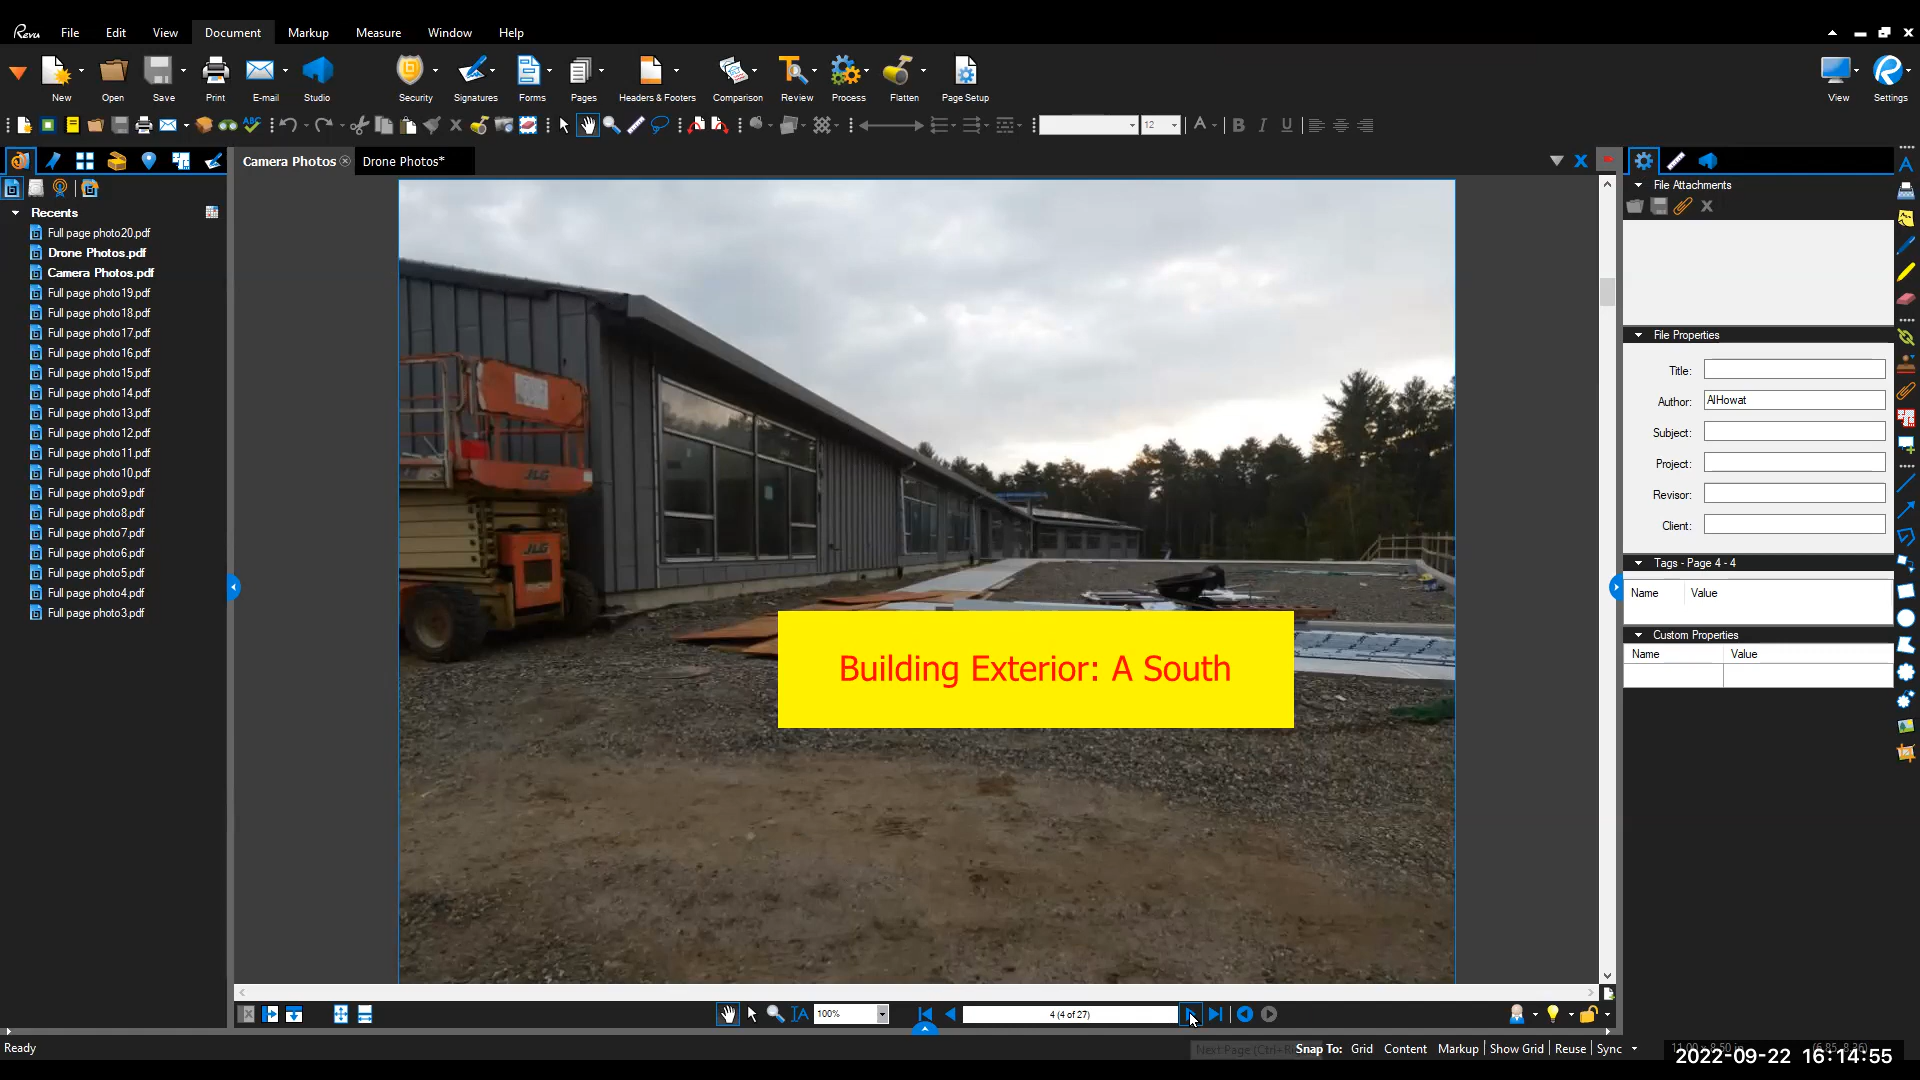 Revu File Edit View Document Markup Measure Window Help
New Open Save Print E-mail Studio Security Signatures Forms Pages Headers & Footers Comparison Review Process Flatten Page Setup View Settings
12 A B I U
Camera Photos Drone Photos*
Recents
Full page photo20.pdf
Drone Photos.pdf
Camera Photos.pdf
Full page photo19.pdf
Full page photo18.pdf
Full page photo17.pdf
Full page photo16.pdf
Full page photo15.pdf
Full page photo14.pdf
Full page photo13.pdf
Full page photo12.pdf
Full page photo11.pdf
Full page photo10.pdf
Full page photo9.pdf
Full page photo8.pdf
Full page photo7.pdf
Full page photo6.pdf
Full page photo5.pdf
Full page photo4.pdf
Full page photo3.pdf
JLG
JLG
Building Exterior: A South
File Attachments
File Properties
Title:
Author: AlHowat
Subject:
Project:
Revisor:
Client:
Tags - Page 4 - 4
Name Value
Custom Properties
Name Value
100% 4 (4 of 27)
Ready Snap To: Grid Content Markup Show Grid Reuse Sync
2022-09-22 16:14:55